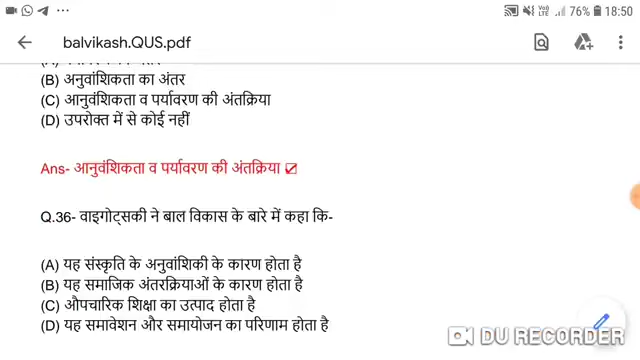 76% 18:50
balvikash.QUS.pdf
(B) अनुवांशिकता का अंतर
(C) आनुवंशिकता व पर्यावरण की अंतक्रिया
(D) उपरोक्त में से कोई नहीं
Ans- आनुवंशिकता व पर्यावरण की अंतक्रिया
Q.36- वाइगोट्सकी ने बाल विकास के बारे में कहा कि-
(A) यह संस्कृति के अनुवांशिकी के कारण होता है
(B) यह समाजिक अंतरक्रियाओं के कारण होता है
(C) औपचारिक शिक्षा का उत्पाद होता है
(D) यह समावेशन और समायोजन का परिणाम होता है
DU RECORDER